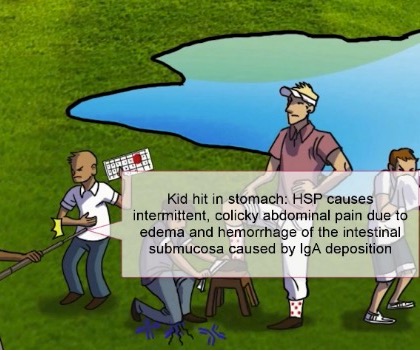 Kid hit in stomach: HSP causes
intermittent, colicky abdominal pain due to
edema and hemorrhage of the intestinal
submucosa caused by IgA deposition